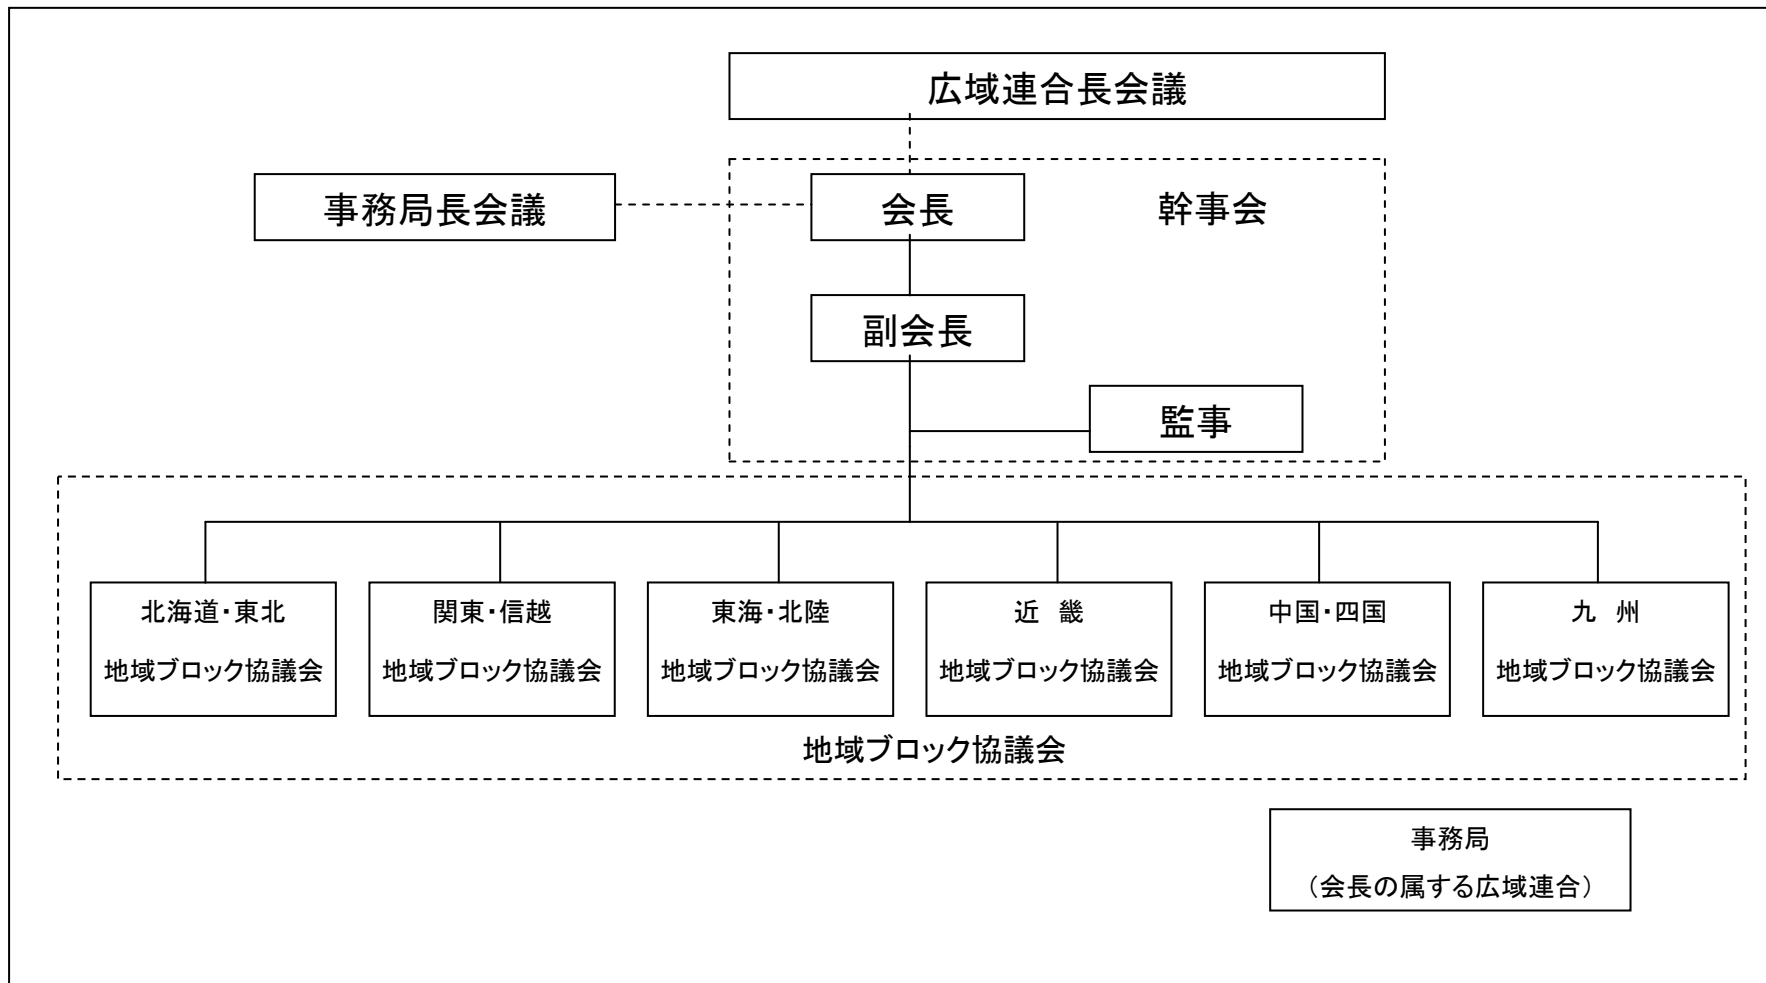 広域連合長会議
事務局長会議
会長
幹事会
副会長
監事
北海道・東北
地域ブロック協議会
関東・信越
地域ブロック協議会
東海・北陸
地域ブロック協議会
近　畿
地域ブロック協議会
中国・四国
地域ブロック協議会
九　州
地域ブロック協議会
地域ブロック協議会
事務局
（会長の属する広域連合）